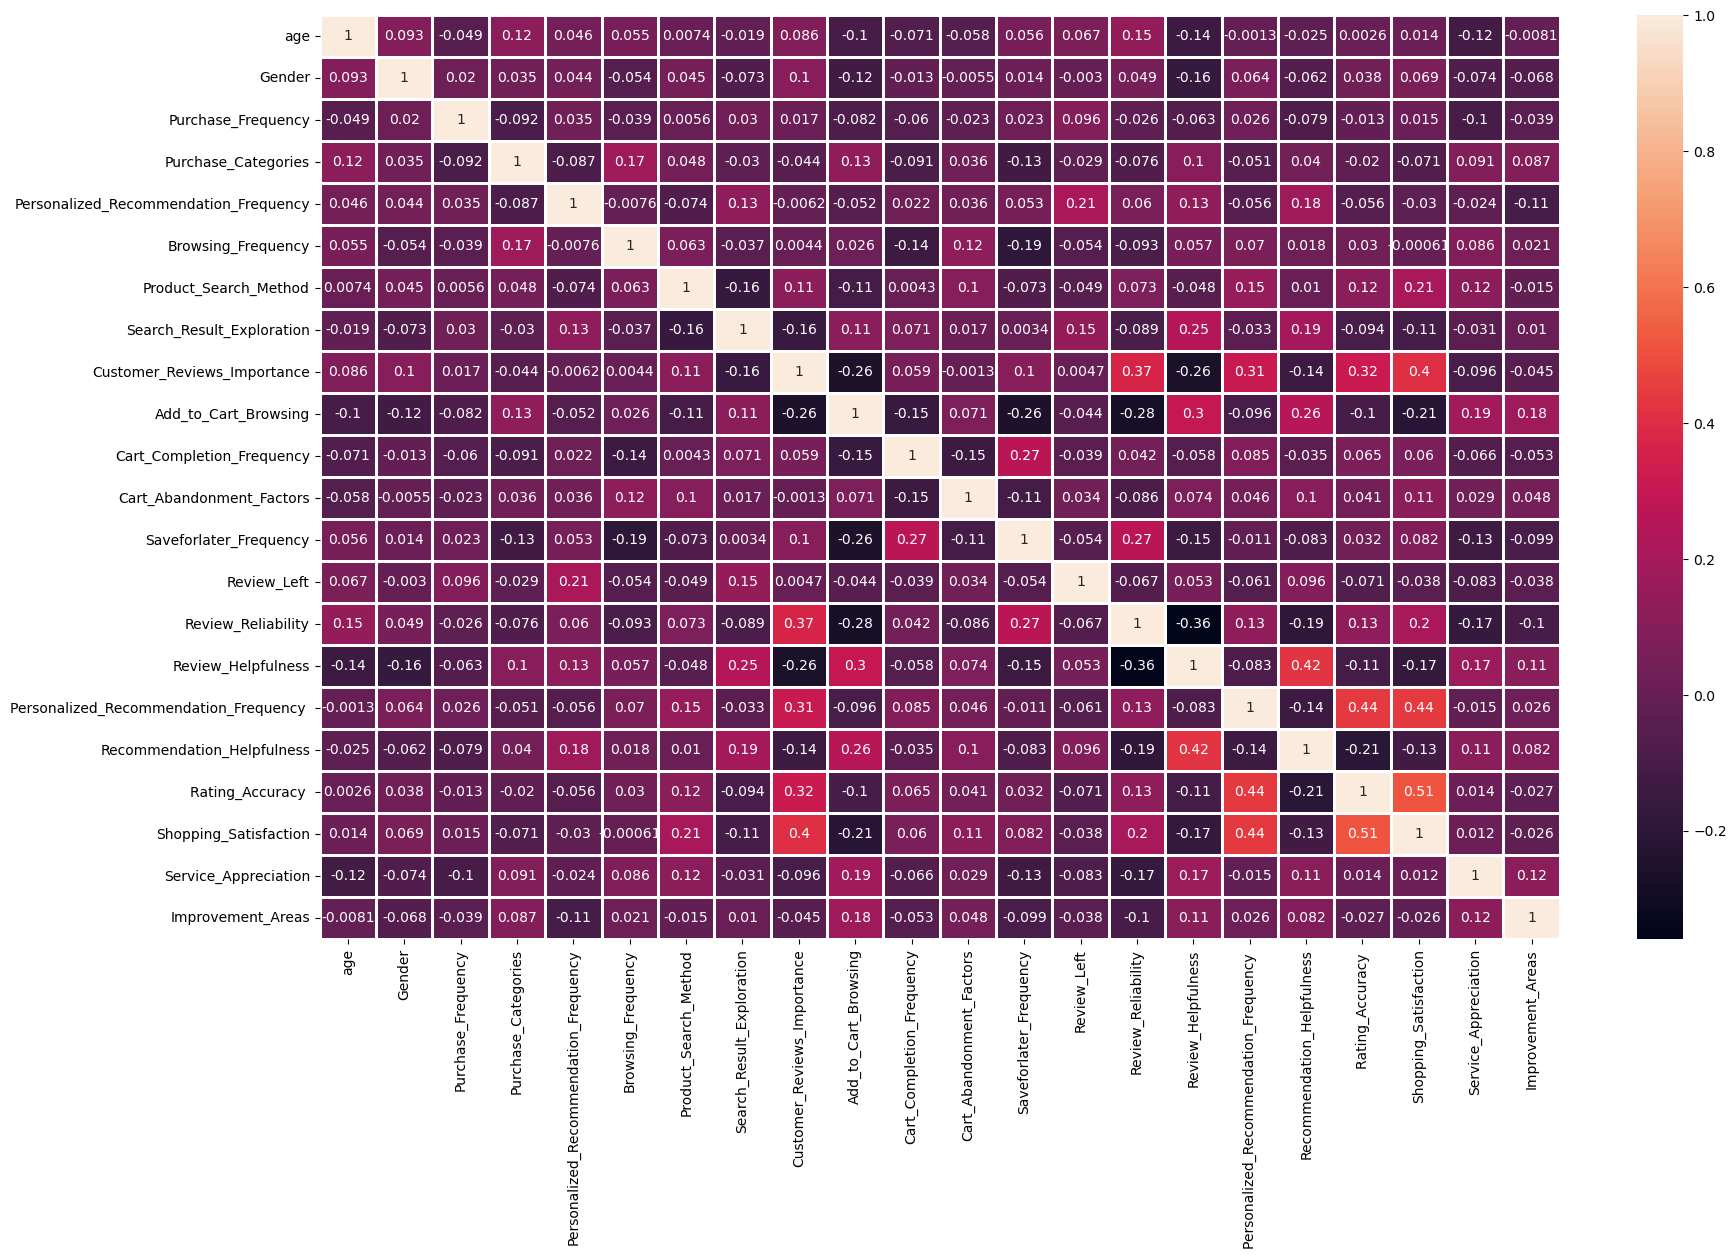 age 1 0.093 -0.049 0.12 0.046 0.055 0.0074 -0.019 0.086 -0.1 -0.071 -0.058 0.056 0.067 0.15 -0.14 -0.0013 -0.025 0.0026 0.014 -0.12 -0.0081
Gender 0.093 1 0.02 0.035 0.044 -0.054 0.045 -0.073 0.1 -0.12 -0.013 -0.0055 0.014 -0.003 0.049 -0.16 0.064 -0.062 0.038 0.069 -0.074 -0.068
Purchase_Frequency -0.049 0.02 1 -0.092 0.035 -0.039 0.0056 0.03 0.017 -0.082 -0.06 -0.023 0.023 0.096 -0.026 -0.063 0.026 -0.079 -0.013 0.015 -0.1 -0.039
Purchase_Categories 0.12 0.035 -0.092 1 -0.087 0.17 0.048 -0.03 -0.044 0.13 -0.091 0.036 -0.13 -0.029 -0.076 0.1 -0.051 0.04 -0.02 -0.071 0.091 0.087
Personalized_Recommendation_Frequency 0.046 0.044 0.035 -0.087 1 -0.0076 -0.074 0.13 -0.0062 -0.052 0.022 0.036 0.053 0.21 0.06 0.13 -0.056 0.18 -0.056 -0.03 -0.024 -0.11
Browsing_Frequency 0.055 -0.054 -0.039 0.17 -0.0076 1 0.063 -0.037 0.0044 0.026 -0.14 0.12 -0.19 -0.054 -0.093 0.057 0.07 0.018 0.03 -0.00061 0.086 0.021
Product_Search_Method 0.0074 0.045 0.0056 0.048 -0.074 0.063 1 -0.16 0.11 -0.11 0.0043 0.1 -0.073 -0.049 0.073 -0.048 0.15 0.01 0.12 0.21 0.12 -0.015
Search_Result_Exploration -0.019 -0.073 0.03 -0.03 0.13 -0.037 -0.16 1 -0.16 0.11 0.071 0.017 0.0034 0.15 -0.089 0.25 -0.033 0.19 -0.094 -0.11 -0.031 0.01
Customer_Reviews_Importance 0.086 0.1 0.017 -0.044 -0.0062 0.0044 0.11 -0.16 1 -0.26 0.059 -0.0013 0.1 0.0047 0.37 -0.26 0.31 -0.14 0.32 0.4 -0.096 -0.045
Add_to_Cart_Browsing -0.1 -0.12 -0.082 0.13 -0.052 0.026 -0.11 0.11 -0.26 1 -0.15 0.071 -0.26 -0.044 -0.28 0.3 -0.096 0.26 -0.1 -0.21 0.19 0.18
Cart_Completion_Frequency -0.071 -0.013 -0.06 -0.091 0.022 -0.14 0.0043 0.071 0.059 -0.15 1 -0.15 0.27 -0.039 0.042 -0.058 0.085 -0.035 0.065 0.06 -0.066 -0.053
Cart_Abandonment_Factors -0.058 -0.0055 -0.023 0.036 0.036 0.12 0.1 0.017 -0.0013 0.071 -0.15 1 -0.11 0.034 -0.086 0.074 0.046 0.1 0.041 0.11 0.029 0.048
Saveforlater_Frequency 0.056 0.014 0.023 -0.13 0.053 -0.19 -0.073 0.0034 0.1 -0.26 0.27 -0.11 1 -0.054 0.27 -0.15 -0.011 -0.083 0.032 0.082 -0.13 -0.099
Review_Left 0.067 -0.003 0.096 -0.029 0.21 -0.054 -0.049 0.15 0.0047 -0.044 -0.039 0.034 -0.054 1 -0.067 0.053 -0.061 0.096 -0.071 -0.038 -0.083 -0.038
Review_Reliability 0.15 0.049 -0.026 -0.076 0.06 -0.093 0.073 -0.089 0.37 -0.28 0.042 -0.086 0.27 -0.067 1 -0.36 0.13 -0.19 0.13 0.2 -0.17 -0.1
Review_Helpfulness -0.14 -0.16 -0.063 0.1 0.13 0.057 -0.048 0.25 -0.26 0.3 -0.058 0.074 -0.15 0.053 -0.36 1 -0.083 0.42 -0.11 -0.17 0.17 0.11
Personalized_Recommendation_Frequency -0.0013 0.064 0.026 -0.051 -0.056 0.07 0.15 -0.033 0.31 -0.096 0.085 0.046 -0.011 -0.061 0.13 -0.083 1 -0.14 0.44 0.44 -0.015 0.026
Recommendation_Helpfulness -0.025 -0.062 -0.079 0.04 0.18 0.018 0.01 0.19 -0.14 0.26 -0.035 0.1 -0.083 0.096 -0.19 0.42 -0.14 1 -0.21 -0.13 0.11 0.082
Rating_Accuracy 0.0026 0.038 -0.013 -0.02 -0.056 0.03 0.12 -0.094 0.32 -0.1 0.065 0.041 0.032 -0.071 0.13 -0.11 0.44 -0.21 1 0.51 0.014 -0.027
Shopping_Satisfaction 0.014 0.069 0.015 -0.071 -0.03 -0.00061 0.21 -0.11 0.4 -0.21 0.06 0.11 0.082 -0.038 0.2 -0.17 0.44 -0.13 0.51 1 0.012 -0.026
Service_Appreciation -0.12 -0.074 -0.1 0.091 -0.024 0.086 0.12 -0.031 -0.096 0.19 -0.066 0.029 -0.13 -0.083 -0.17 0.17 -0.015 0.11 0.014 0.012 1 0.12
Improvement_Areas -0.0081 -0.068 -0.039 0.087 -0.11 0.021 -0.015 0.01 -0.045 0.18 -0.053 0.048 -0.099 -0.038 -0.1 0.11 0.026 0.082 -0.027 -0.026 0.12 1
age
Gender
Purchase_Frequency
Purchase_Categories
Personalized_Recommendation_Frequency
Browsing_Frequency
Product_Search_Method
Search_Result_Exploration
Customer_Reviews_Importance
Add_to_Cart_Browsing
Cart_Completion_Frequency
Cart_Abandonment_Factors
Saveforlater_Frequency
Review_Left
Review_Reliability
Review_Helpfulness
Personalized_Recommendation_Frequency
Recommendation_Helpfulness
Rating_Accuracy
Shopping_Satisfaction
Service_Appreciation
Improvement_Areas
1.0
0.8
0.6
0.4
0.2
0.0
−0.2